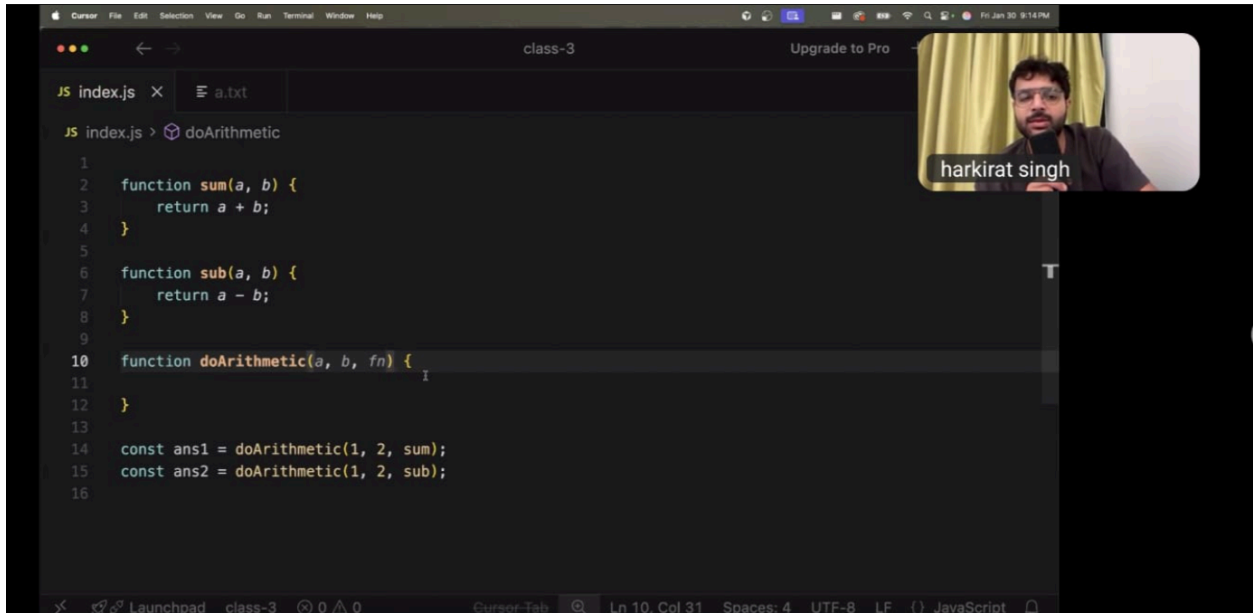 Cursor File Edit Selection View Go Run Terminal Window Help Fri Jan 30 9:14 PM
class-3 Upgrade to Pro
JS index.js × a.txt
JS index.js > doArithmetic
harkirat singh
1
2 function sum(a, b) {
3     return a + b;
4 }
5
6 function sub(a, b) {
7     return a - b;
8 }
9
10 function doArithmetic(a, b, fn) {
11
12 }
13
14 const ans1 = doArithmetic(1, 2, sum);
15 const ans2 = doArithmetic(1, 2, sub);
16
Launchpad class-3 0 0 Cursor Tab Ln 10, Col 31 Spaces: 4 UTF-8 LF {} JavaScript